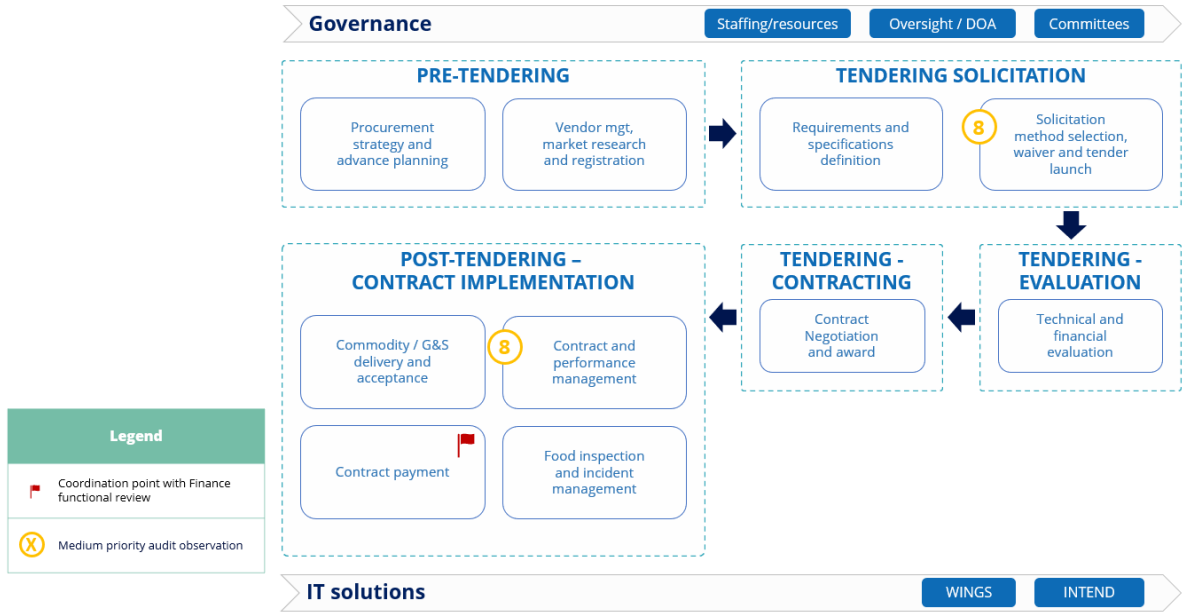 Governance
Staffing/resources
Oversight / DOA
Committees
PRE-TENDERING
Procurement
strategy and
advance planning
Vendor mgt,
market research
and registration
TENDERING SOLICITATION
Requirements and
specifications
definition
8
Solicitation
method selection,
waiver and tender
launch
TENDERING -
EVALUATION
Technical and
financial
evaluation
TENDERING -
CONTRACTING
Contract
Negotiation
and award
POST-TENDERING –
CONTRACT IMPLEMENTATION
Commodity / G&S
delivery and
acceptance
8
Contract and
performance
management
Contract payment
Food inspection
and incident
management
Legend
Coordination point with Finance
functional review
X
Medium priority audit observation
IT solutions
WINGS
INTEND